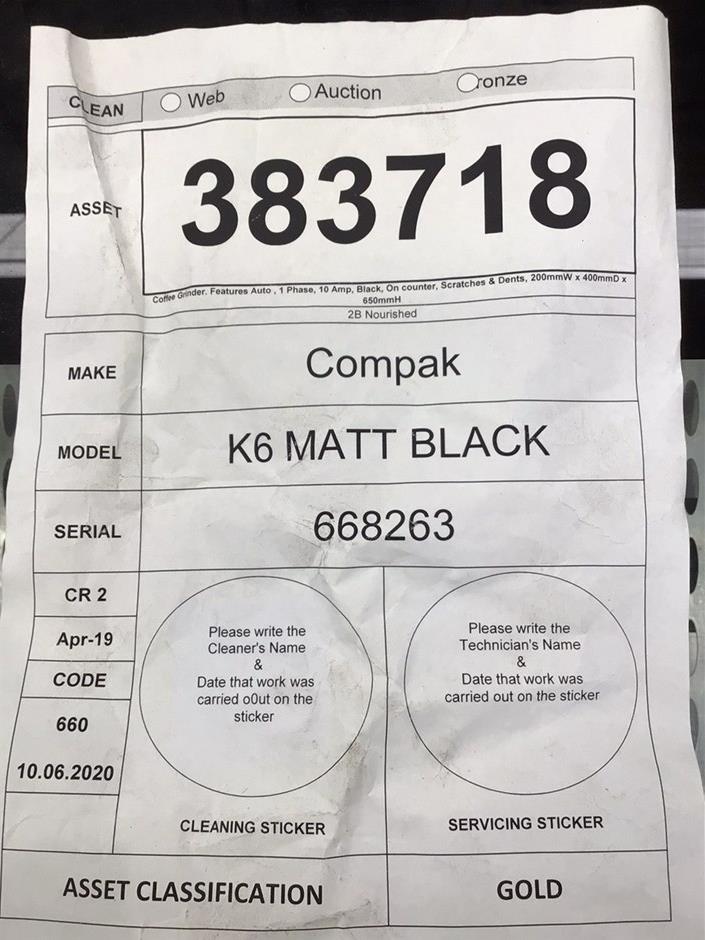 CLEAN Web Auction ronze
ASSET 383718
Coffee Grinder. Features Auto , 1 Phase, 10 Amp, Black, On counter, Scratches & Dents, 200mmW x 400mmD x
650mmH
2B Nourished
MAKE Compak
MODEL K6 MATT BLACK
SERIAL 668263
CR 2
Apr-19
CODE
660
10.06.2020
Please write the
Cleaner's Name
&
Date that work was
carried o0ut on the
sticker
CLEANING STICKER
Please write the
Technician's Name
&
Date that work was
carried out on the sticker
SERVICING STICKER
ASSET CLASSIFICATION GOLD